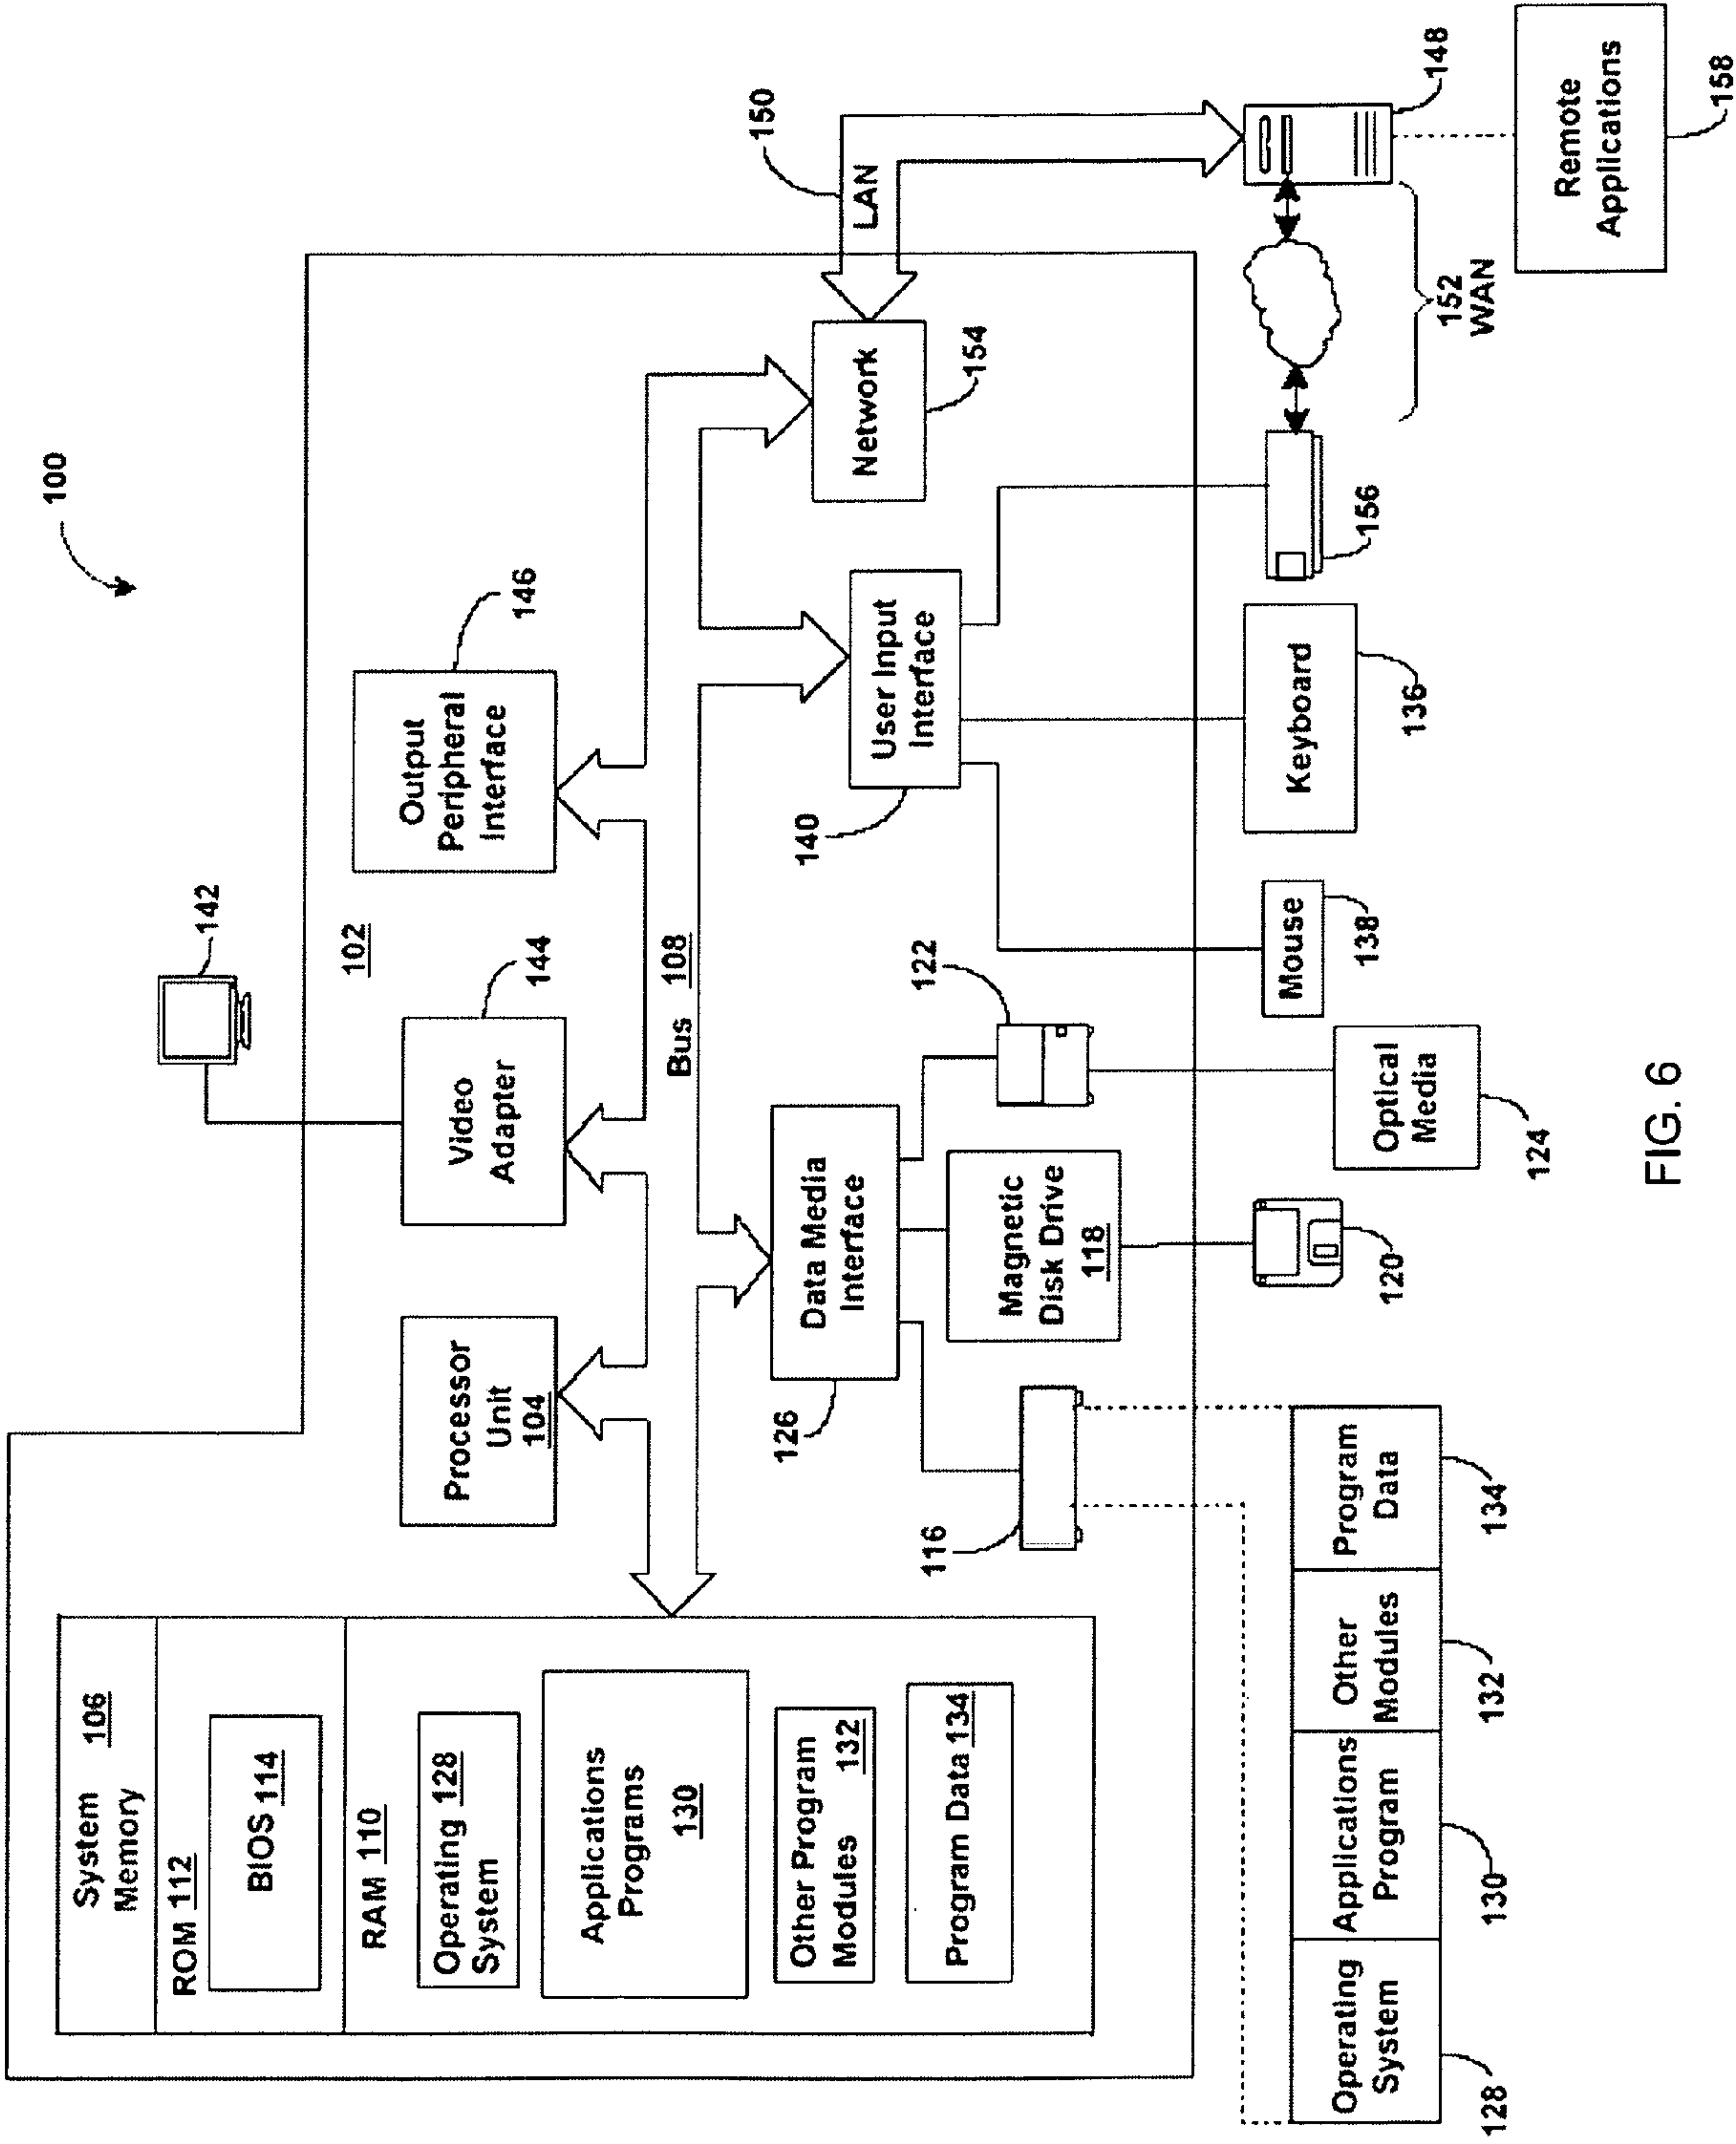 100
142
System 106
Memory
ROM 112
BIOS 114
RAM 110
Operating 128
System
Applications
Programs
130
Other Program
Modules 132
Program Data 134
Processor
Unit
104
Video
Adapter
144
102
Output
Peripheral
Interface
146
Bus 108
Data Media
Interface
126
User Input
Interface
140
Network
154
LAN
150
116
Magnetic
Disk Drive
118
122
148
152
WAN
156
Remote
Applications
158
Operating
System
128
Applications
Program
130
Other
Modules
132
Program
Data
134
120
Optical
Media
124
Mouse
138
Keyboard
136
FIG. 6